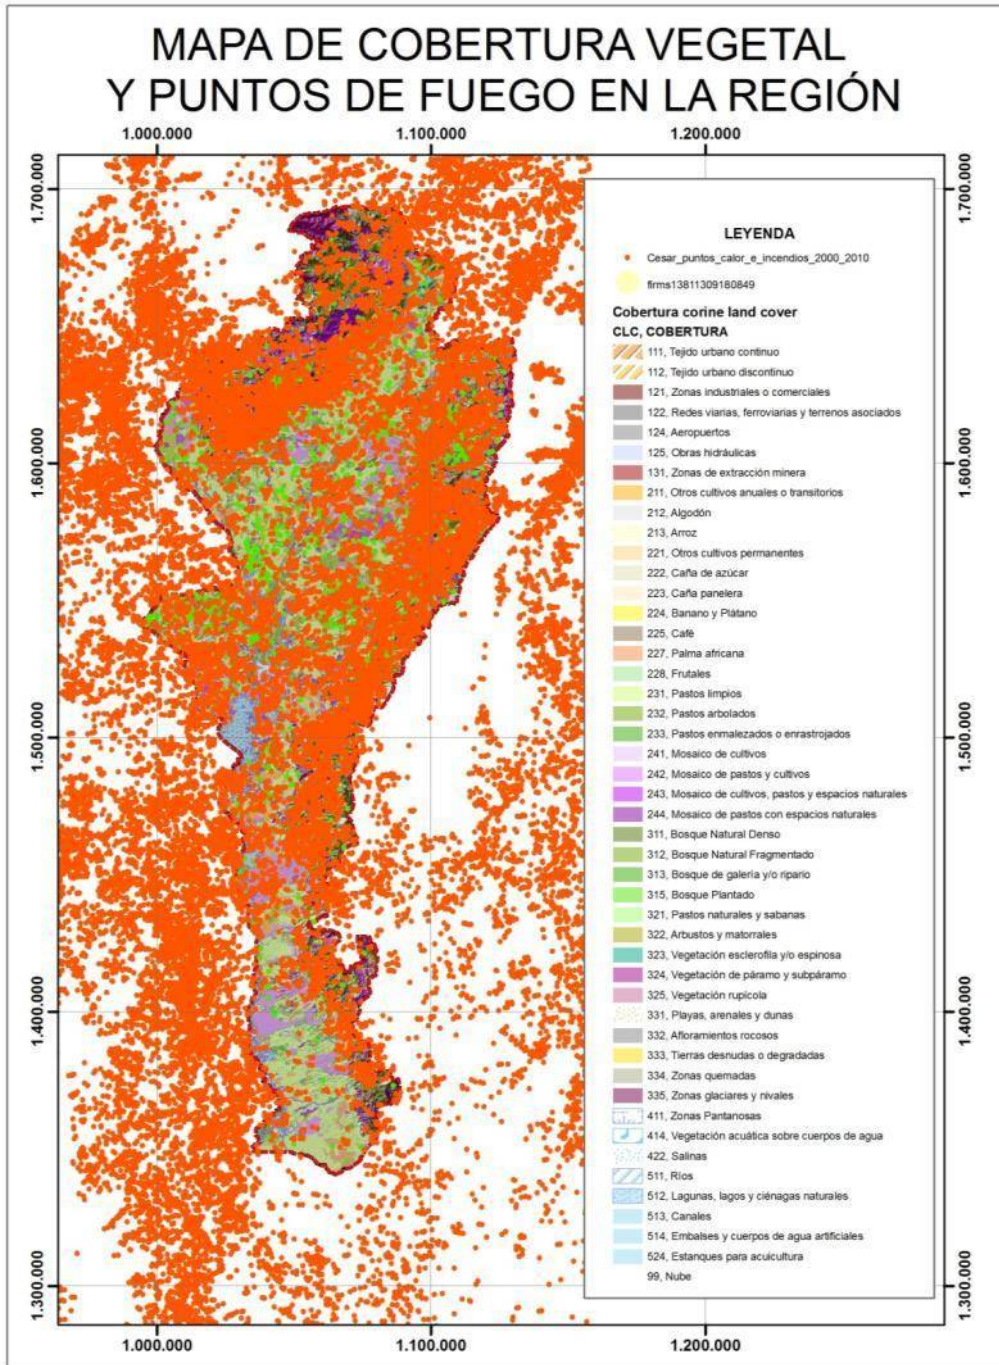 MAPA DE COBERTURA VEGETAL
Y PUNTOS DE FUEGO EN LA REGIÓN
1.000.000
1.100.000
1.200.000
1.700.000
1.700.000
1.600.000
1.600.000
1.500.000
1.500.000
1.400.000
1.400.000
1.300.000
1.300.000
LEYENDA
Cesar_puntos_calor_e_incendios_2000_2010
firms13811309180849
Cobertura corine land cover
CLC, COBERTURA
111, Tejido urbano continuo
112, Tejido urbano discontinuo
121, Zonas industriales o comerciales
122, Redes viarias, ferroviarias y terrenos asociados
124, Aeropuertos
125, Obras hidráulicas
131, Zonas de extracción minera
211, Otros cultivos anuales o transitorios
212, Algodón
213, Arroz
221, Otros cultivos permanentes
222, Caña de azúcar
223, Caña panelera
224, Banano y Plátano
225, Café
227, Palma africana
228, Frutales
231, Pastos limpios
232, Pastos arbolados
233, Pastos enmalezados o enrastrojados
241, Mosaico de cultivos
242, Mosaico de pastos y cultivos
243, Mosaico de cultivos, pastos y espacios naturales
244, Mosaico de pastos con espacios naturales
311, Bosque Natural Denso
312, Bosque Natural Fragmentado
313, Bosque de galería y/o ripario
315, Bosque Plantado
321, Pastos naturales y sabanas
322, Arbustos y matorrales
323, Vegetación esclerofila y/o espinosa
324, Vegetación de páramo y subpáramo
325, Vegetación rupícola
331, Playas, arenales y dunas
332, Afloramientos rocosos
333, Tierras desnudas o degradadas
334, Zonas quemadas
335, Zonas glaciares y nivales
411, Zonas Pantanosas
414, Vegetación acuática sobre cuerpos de agua
422, Salinas
511, Ríos
512, Lagunas, lagos y ciénagas naturales
513, Canales
514, Embalses y cuerpos de agua artificiales
524, Estanques para acuicultura
99, Nube
1.000.000
1.100.000
1.200.000